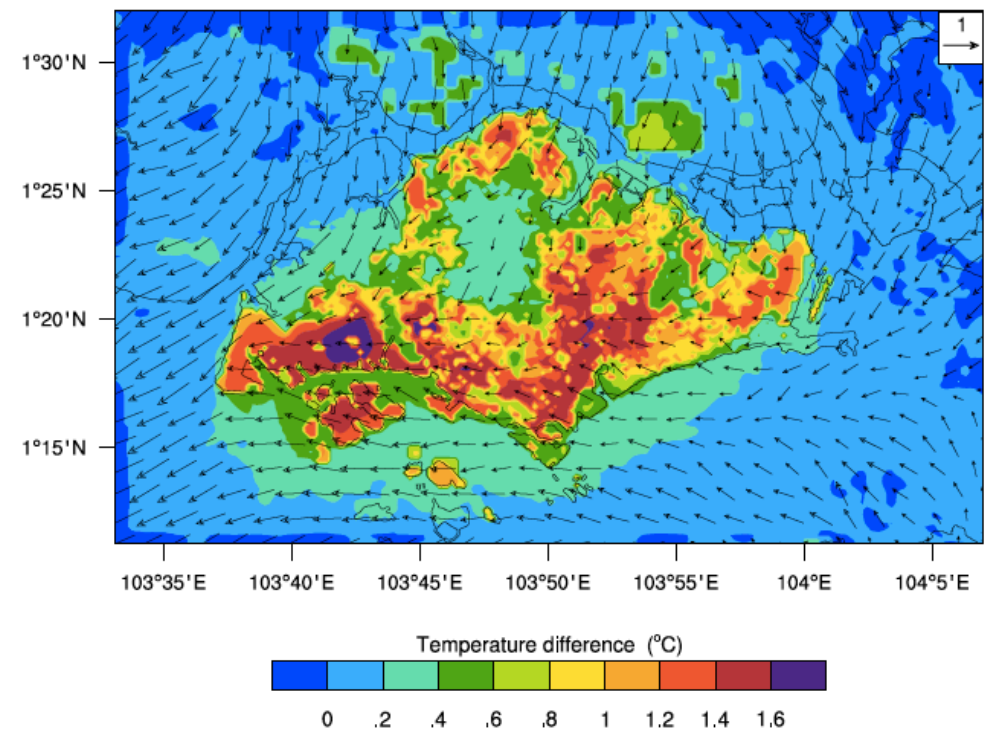 1
1°30'N
1°25'N
1°20'N
1°15'N
103°35'E 103°40'E 103°45'E 103°50'E 103°55'E 104°E 104°5'E
Temperature difference (°C)
0 .2 .4 .6 .8 1 1.2 1.4 1.6